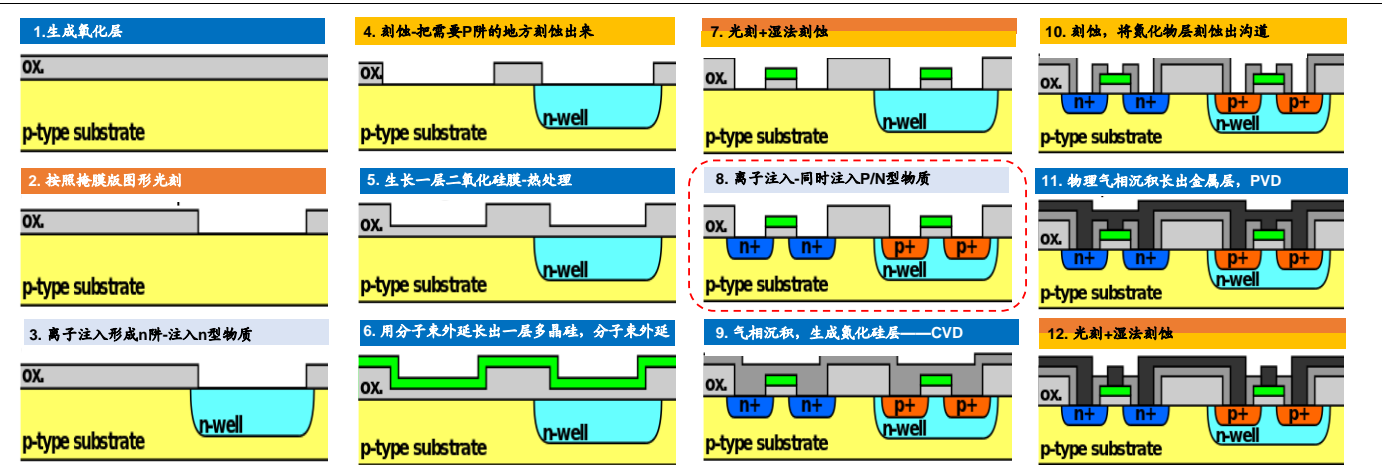 1.生成氧化层
ox.
p-type substrate
2. 按照掩膜版图形光刻
ox.
p-type substrate
3. 离子注入形成n阱-注入n型物质
ox.
n-well
p-type substrate
4. 刻蚀-把需要P阱的地方刻蚀出来
ox.
n-well
p-type substrate
5. 生长一层二氧化硅膜-热处理
ox.
n-well
p-type substrate
6. 用分子束外延长出一层多晶硅，分子束外延
ox.
n-well
p-type substrate
7. 光刻+湿法刻蚀
ox.
n-well
p-type substrate
8. 离子注入-同时注入P/N型物质
ox.
n+ n+ p+ p+
n-well
p-type substrate
9. 气相沉积，生成氮化硅层——CVD
ox.
n+ n+ p+ p+
n-well
p-type substrate
10. 刻蚀，将氮化物层刻蚀出沟道
ox.
n+ n+ p+ p+
n-well
p-type substrate
11. 物理气相沉积长出金属层，PVD
ox.
n+ n+ p+ p+
n-well
p-type substrate
12. 光刻+湿法刻蚀
ox.
n+ n+ p+ p+
n-well
p-type substrate